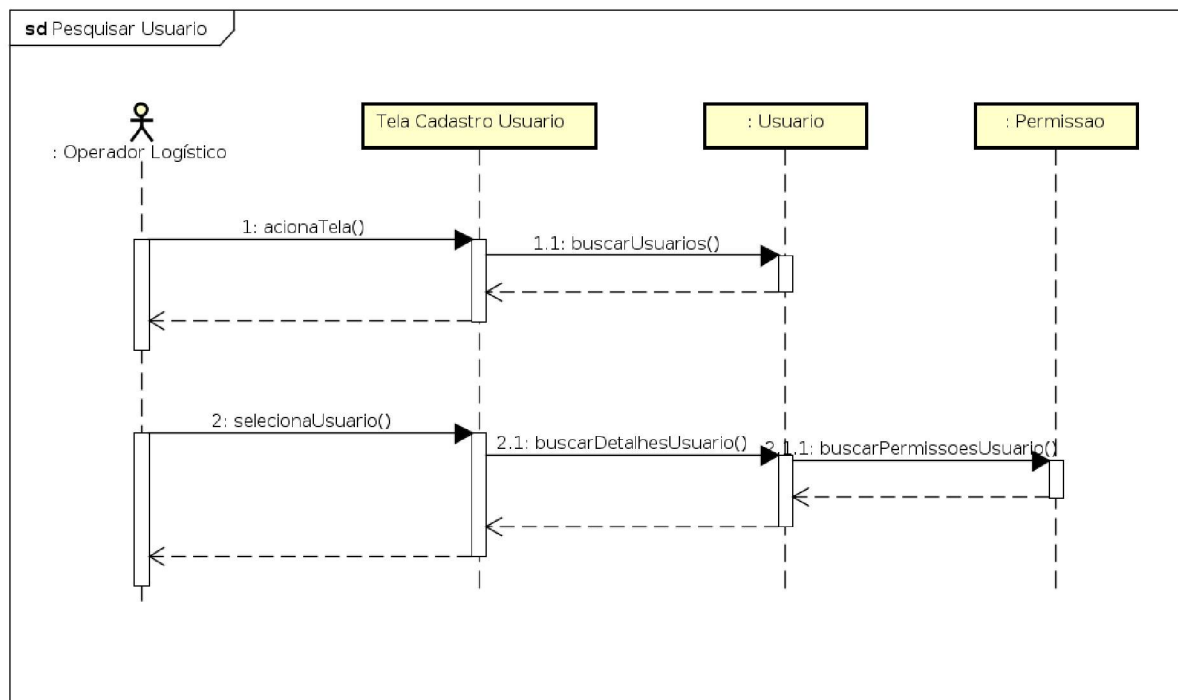 sd Pesquisar Usuario
: Operador Logístico
Tela Cadastro Usuario
: Usuario
: Permissao
1: acionaTela()
1.1: buscarUsuarios()
2: selecionaUsuario()
2.1: buscarDetalhesUsuario()
2.1.1: buscarPermissoesUsuario()